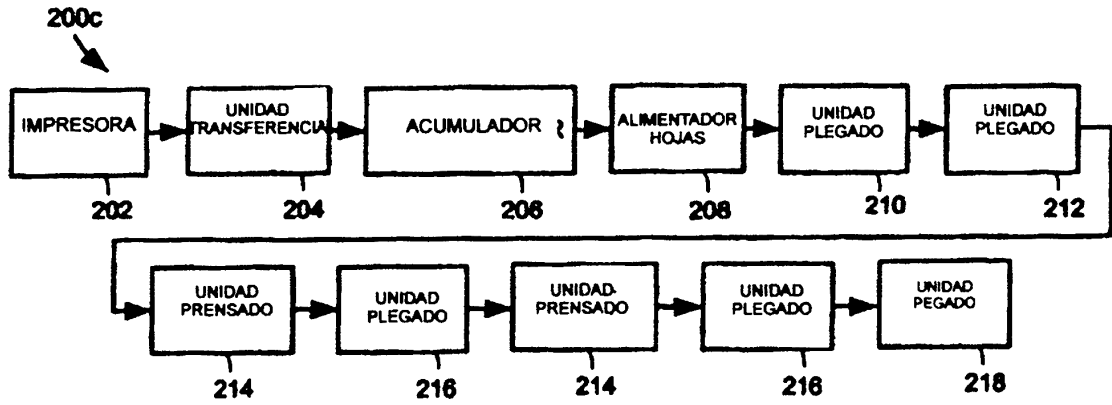 200c
IMPRESORA
UNIDAD
TRANSFERENCIA
ACUMULADOR
ALIMENTADOR
HOJAS
UNIDAD
PLEGADO
UNIDAD
PLEGADO
202
204
206
208
210
212
UNIDAD
PRENSADO
UNIDAD
PLEGADO
UNIDAD
PRENSADO
UNIDAD
PLEGADO
UNIDAD
PEGADO
214
216
214
216
218